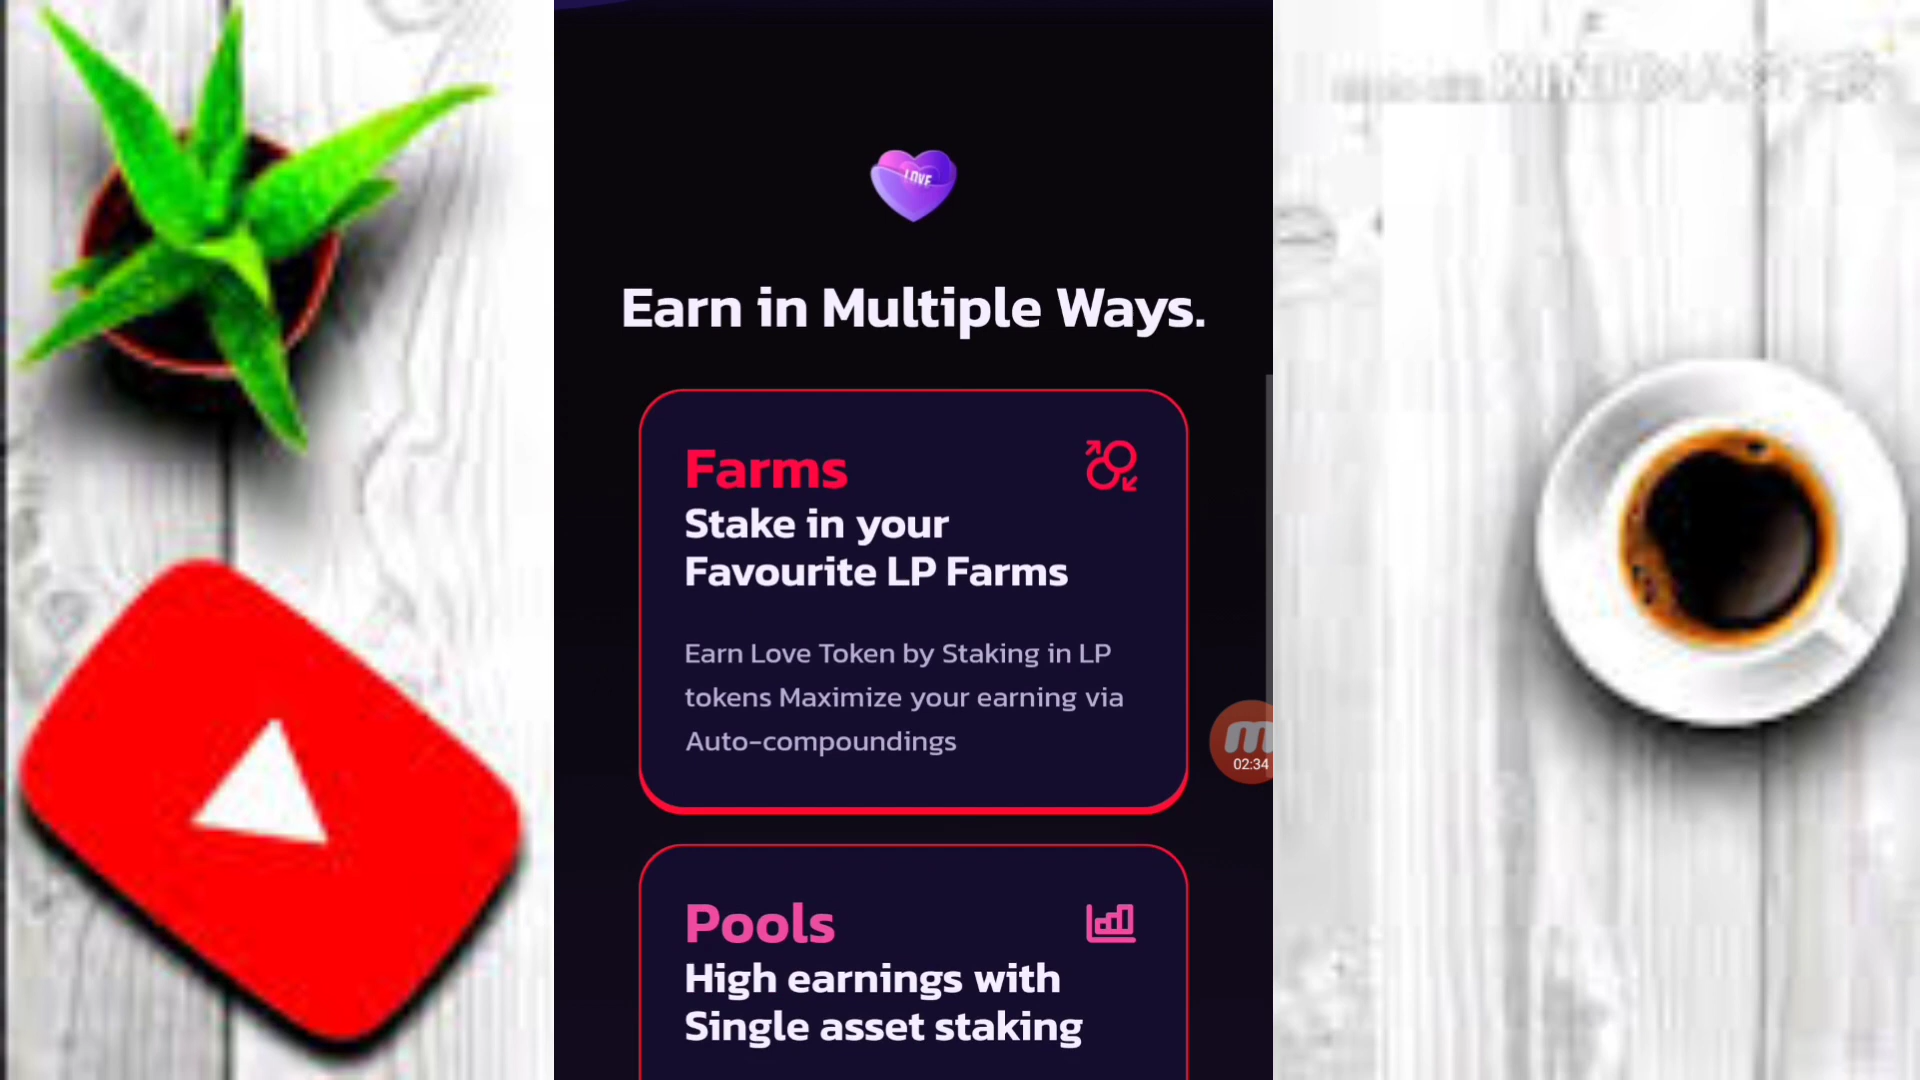 KINEMASTER
LOVE
Earn in Multiple Ways.
Farms
Stake in your
Favourite LP Farms
Earn Love Token by Staking in LP
tokens Maximize your earning via
Auto-compoundings
02:34
Pools
High earnings with
Single asset staking